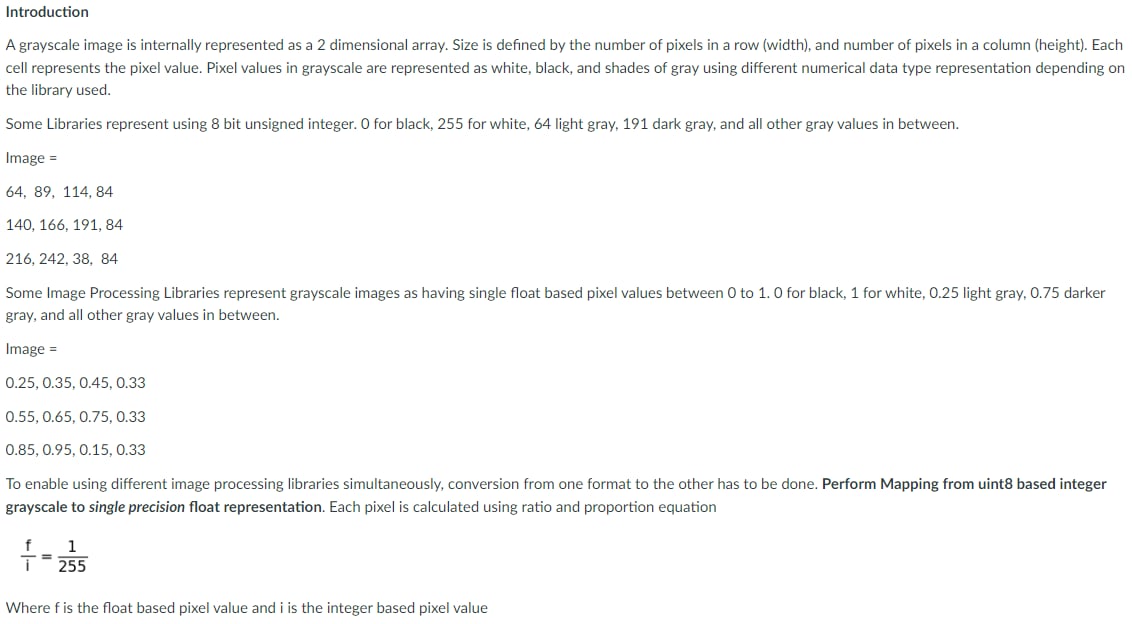 Introduction
A grayscale image is internally represented as a 2 dimensional array. Size is defined by the number of pixels in a row (width), and number of pixels in a column (height). Each
cell represents the pixel value. Pixel values in grayscale are represented as white, black, and shades of gray using different numerical data type representation depending on
the library used.
Some Libraries represent using 8 bit unsigned integer. 0 for black, 255 for white, 64 light gray, 191 dark gray, and all other gray values in between.
Image =
64, 89, 114, 84
140, 166, 191, 84
216, 242, 38, 84
Some Image Processing Libraries represent grayscale images as having single float based pixel values between 0 to 1. 0 for black, 1 for white, 0.25 light gray, 0.75 darker
gray, and all other gray values in between.
Image =
0.25, 0.35, 0.45, 0.33
0.55, 0.65, 0.75, 0.33
0.85, 0.95, 0.15, 0.33
To enable using different image processing libraries simultaneously, conversion from one format to the other has to be done. Perform Mapping from uint8 based integer
grayscale to single precision float representation. Each pixel is calculated using ratio and proportion equation
f/i = 1/255
Where f is the float based pixel value and i is the integer based pixel value